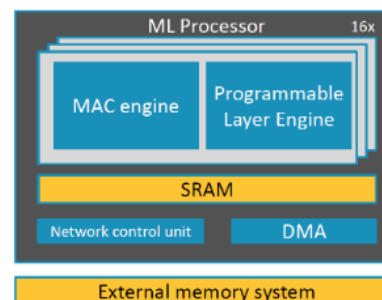 ML Processor
16x
MAC engine
Programmable
Layer Engine
SRAM
Network control unit
DMA
External memory system